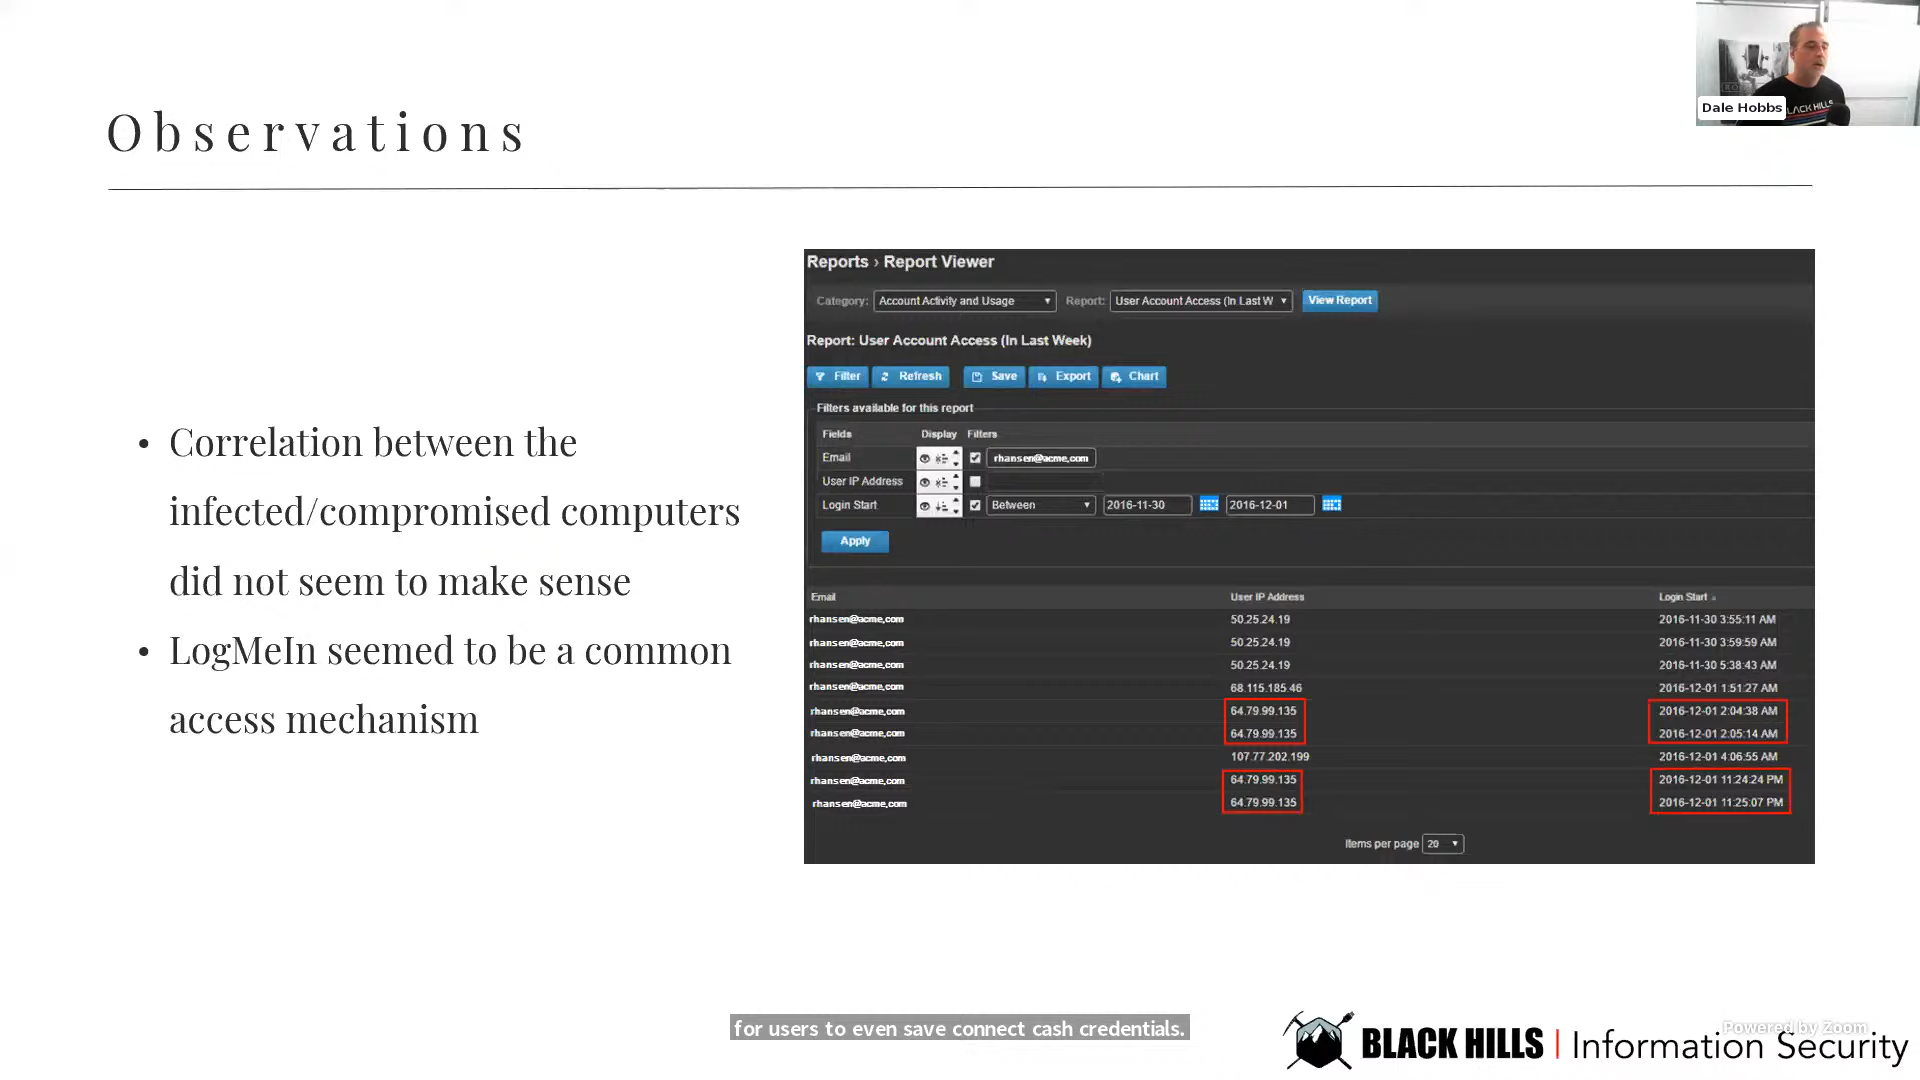 Dale Hobbs
BLACK HILLS
Observations
Correlation between the
infected/compromised computers
did not seem to make sense
LogMeIn seemed to be a common
access mechanism
Reports › Report Viewer
Category: Account Activity and Usage Report: User Account Access (In Last W View Report
Report: User Account Access (In Last Week)
Filter Refresh Save Export Chart
Filters available for this report
Fields Display Filters
Email rhansen@acme.com
User IP Address
Login Start Between 2016-11-30 2016-12-01
Apply
Email User IP Address Login Start
rhansen@acme.com 50.25.24.19 2016-11-30 3:55:11 AM
rhansen@acme.com 50.25.24.19 2016-11-30 3:59:59 AM
rhansen@acme.com 50.25.24.19 2016-11-30 5:38:43 AM
rhansen@acme.com 68.115.185.46 2016-12-01 1:51:27 AM
rhansen@acme.com 64.79.99.135 2016-12-01 2:04:38 AM
rhansen@acme.com 64.79.99.135 2016-12-01 2:05:14 AM
rhansen@acme.com 107.77.202.199 2016-12-01 4:06:55 AM
rhansen@acme.com 64.79.99.135 2016-12-01 11:24:24 PM
rhansen@acme.com 64.79.99.135 2016-12-01 11:25:07 PM
Items per page 20
for users to even save connect cash credentials.
Powered by Zoom
BLACK HILLS | Information Security